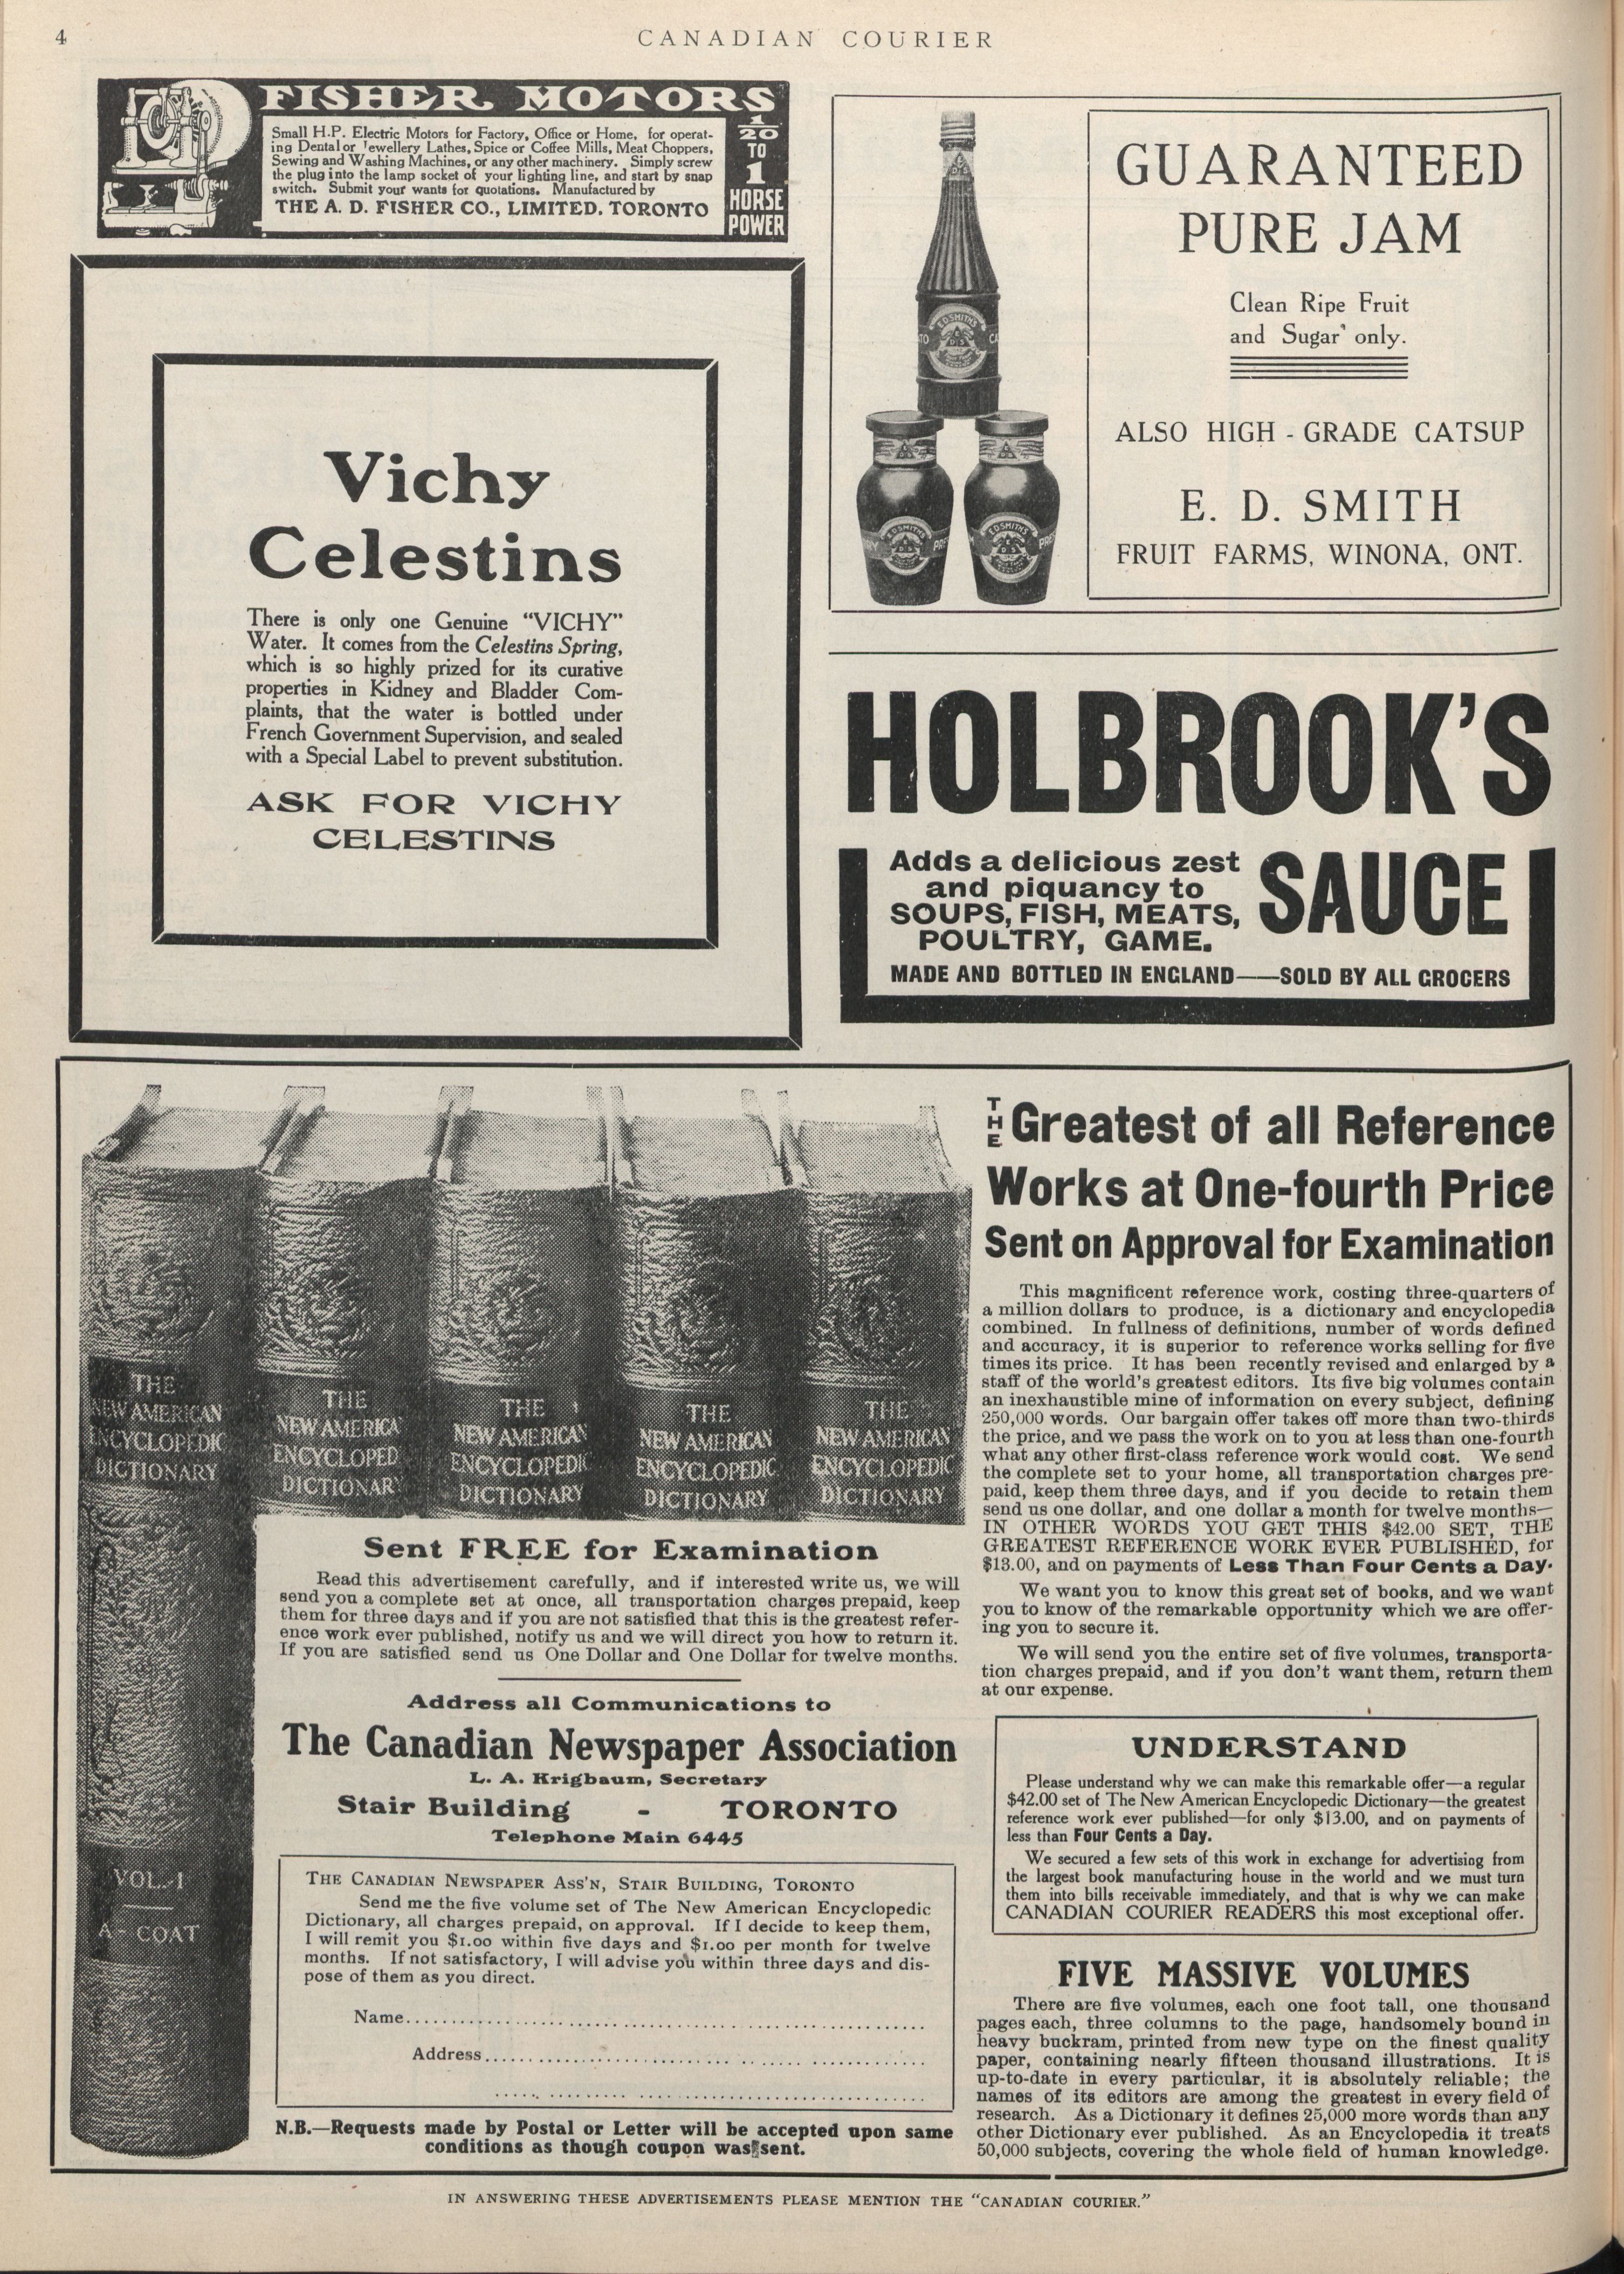 4
CANADIAN COURIER
FISHER MOTORS
Small H.P. Electric Motors for Factory, Office or Home, for operat-
ing Dental or Jewellery Lathes, Spice or Coffee Mills, Meat Choppers,
Sewing and Washing Machines, or any other machinery. Simply screw
the plug into the lamp socket of your lighting line, and start by snap
switch. Submit your wants for quotations. Manufactured by
THE A. D. FISHER CO., LIMITED. TORONTO
1/20
TO
1
HORSE
POWER
Vichy
Celestins
There is only one Genuine “VICHY”
Water. It comes from the Celestins Spring,
which is so highly prized for its curative
properties in Kidney and Bladder Com-
plaints, that the water is bottled under
French Government Supervision, and sealed
with a Special Label to prevent substitution.
ASK FOR VICHY
CELESTINS
E.D.SMITH'S
E.D.SMITH'S
E.D.SMITH'S
GUARANTEED
PURE JAM
Clean Ripe Fruit
and Sugar only.
ALSO HIGH-GRADE CATSUP
E. D. SMITH
FRUIT FARMS, WINONA, ONT.
HOLBROOK'S
Adds a delicious zest
and piquancy to
SOUPS, FISH, MEATS,
POULTRY, GAME.
SAUCE
MADE AND BOTTLED IN ENGLAND——SOLD BY ALL GROCERS
THE
NEW AMERICAN
ENCYCLOPEDIC
DICTIONARY
VOL.-1
A - COAT
THE
NEW AMERICA
ENCYCLOPED
DICTIONAR
THE
NEW AMERICAN
ENCYCLOPEDIC
DICTIONARY
THE
NEW AMERICAN
ENCYCLOPEDIC
DICTIONARY
THE
NEW AMERICAN
ENCYCLOPEDIC
DICTIONARY
Sent FREE for Examination
Read this advertisement carefully, and if interested write us, we will
send you a complete set at once, all transportation charges prepaid, keep
them for three days and if you are not satisfied that this is the greatest refer-
ence work ever published, notify us and we will direct you how to return it.
If you are satisfied send us One Dollar and One Dollar for twelve months.
Address all Communications to
The Canadian Newspaper Association
L. A. Krigbaum, Secretary
Stair Building - TORONTO
Telephone Main 6445
THE CANADIAN NEWSPAPER ASS'N, STAIR BUILDING, TORONTO
Send me the five volume set of The New American Encyclopedic
Dictionary, all charges prepaid, on approval. If I decide to keep them,
I will remit you $1.00 within five days and $1.00 per month for twelve
months. If not satisfactory, I will advise you within three days and dis-
pose of them as you direct.
Name
Address
N.B.—Requests made by Postal or Letter will be accepted upon same
conditions as though coupon was sent.
THE Greatest of all Reference
Works at One-fourth Price
Sent on Approval for Examination
This magnificent reference work, costing three-quarters of
a million dollars to produce, is a dictionary and encyclopedia
combined. In fullness of definitions, number of words defined
and accuracy, it is superior to reference works selling for five
times its price. It has been recently revised and enlarged by a
staff of the world's greatest editors. Its five big volumes contain
an inexhaustible mine of information on every subject, defining
250,000 words. Our bargain offer takes off more than two-thirds
the price, and we pass the work on to you at less than one-fourth
what any other first-class reference work would cost. We send
the complete set to your home, all transportation charges pre-
paid, keep them three days, and if you decide to retain them
send us one dollar, and one dollar a month for twelve months—
IN OTHER WORDS YOU GET THIS $42.00 SET, THE
GREATEST REFERENCE WORK EVER PUBLISHED, for
$13.00, and on payments of Less Than Four Cents a Day.
We want you to know this great set of books, and we want
you to know of the remarkable opportunity which we are offer-
ing you to secure it.
We will send you the entire set of five volumes, transporta-
tion charges prepaid, and if you don't want them, return them
at our expense.
UNDERSTAND
Please understand why we can make this remarkable offer—a regular
$42.00 set of The New American Encyclopedic Dictionary—the greatest
reference work ever published—for only $13.00, and on payments of
less than Four Cents a Day.
We secured a few sets of this work in exchange for advertising from
the largest book manufacturing house in the world and we must turn
them into bills receivable immediately, and that is why we can make
CANADIAN COURIER READERS this most exceptional offer.
FIVE MASSIVE VOLUMES
There are five volumes, each one foot tall, one thousand
pages each, three columns to the page, handsomely bound in
heavy buckram, printed from new type on the finest quality
paper, containing nearly fifteen thousand illustrations. It is
up-to-date in every particular, it is absolutely reliable; the
names of its editors are among the greatest in every field of
research. As a Dictionary it defines 25,000 more words than any
other Dictionary ever published. As an Encyclopedia it treats
50,000 subjects, covering the whole field of human knowledge.
IN ANSWERING THESE ADVERTISEMENTS PLEASE MENTION THE “CANADIAN COURIER.”